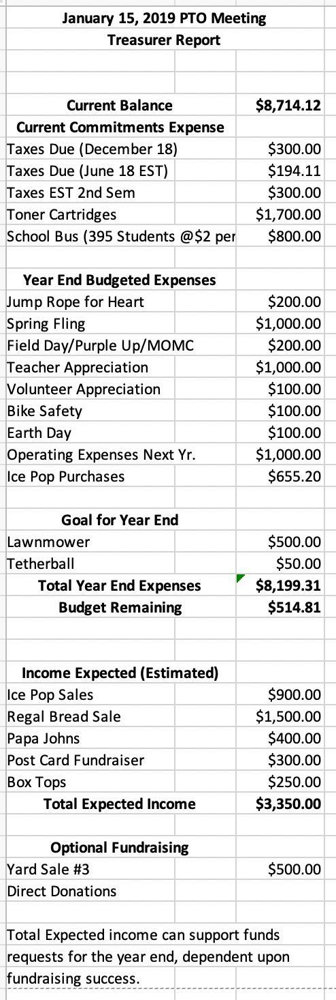 January 15, 2019 PTO Meeting
Treasurer Report
Current Balance $8,714.12
Current Commitments Expense
Taxes Due (December 18) $300.00
Taxes Due (June 18 EST) $194.11
Taxes EST 2nd Sem $300.00
Toner Cartridges $1,700.00
School Bus (395 Students @$2 per $800.00
Year End Budgeted Expenses
Jump Rope for Heart $200.00
Spring Fling $1,000.00
Field Day/Purple Up/MOMC $200.00
Teacher Appreciation $1,000.00
Volunteer Appreciation $100.00
Bike Safety $100.00
Earth Day $100.00
Operating Expenses Next Yr. $1,000.00
Ice Pop Purchases $655.20
Goal for Year End
Lawnmower $500.00
Tetherball $50.00
Total Year End Expenses $8,199.31
Budget Remaining $514.81
Income Expected (Estimated)
Ice Pop Sales $900.00
Regal Bread Sale $1,500.00
Papa Johns $400.00
Post Card Fundraiser $300.00
Box Tops $250.00
Total Expected Income $3,350.00
Optional Fundraising
Yard Sale #3 $500.00
Direct Donations
Total Expected income can support funds
requests for the year end, dependent upon
fundraising success.